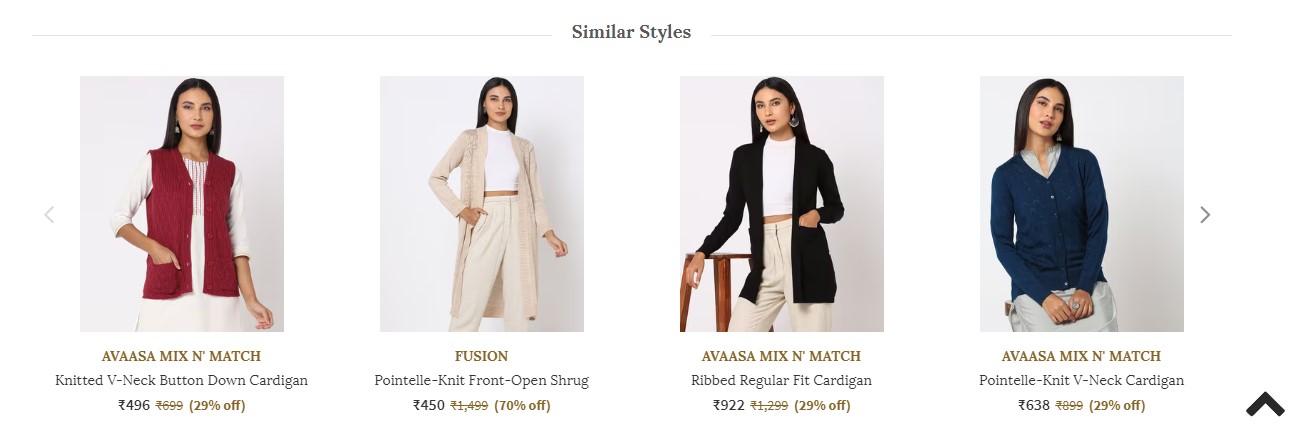 Similar Styles
AVAASA MIX N' MATCH
Knitted V-Neck Button Down Cardigan
₹496 ₹699 (29% off)
FUSION
Pointelle-Knit Front-Open Shrug
₹450 ₹1,499 (70% off)
AVAASA MIX N' MATCH
Ribbed Regular Fit Cardigan
₹922 ₹1,299 (29% off)
AVAASA MIX N' MATCH
Pointelle-Knit V-Neck Cardigan
₹638 ₹899 (29% off)